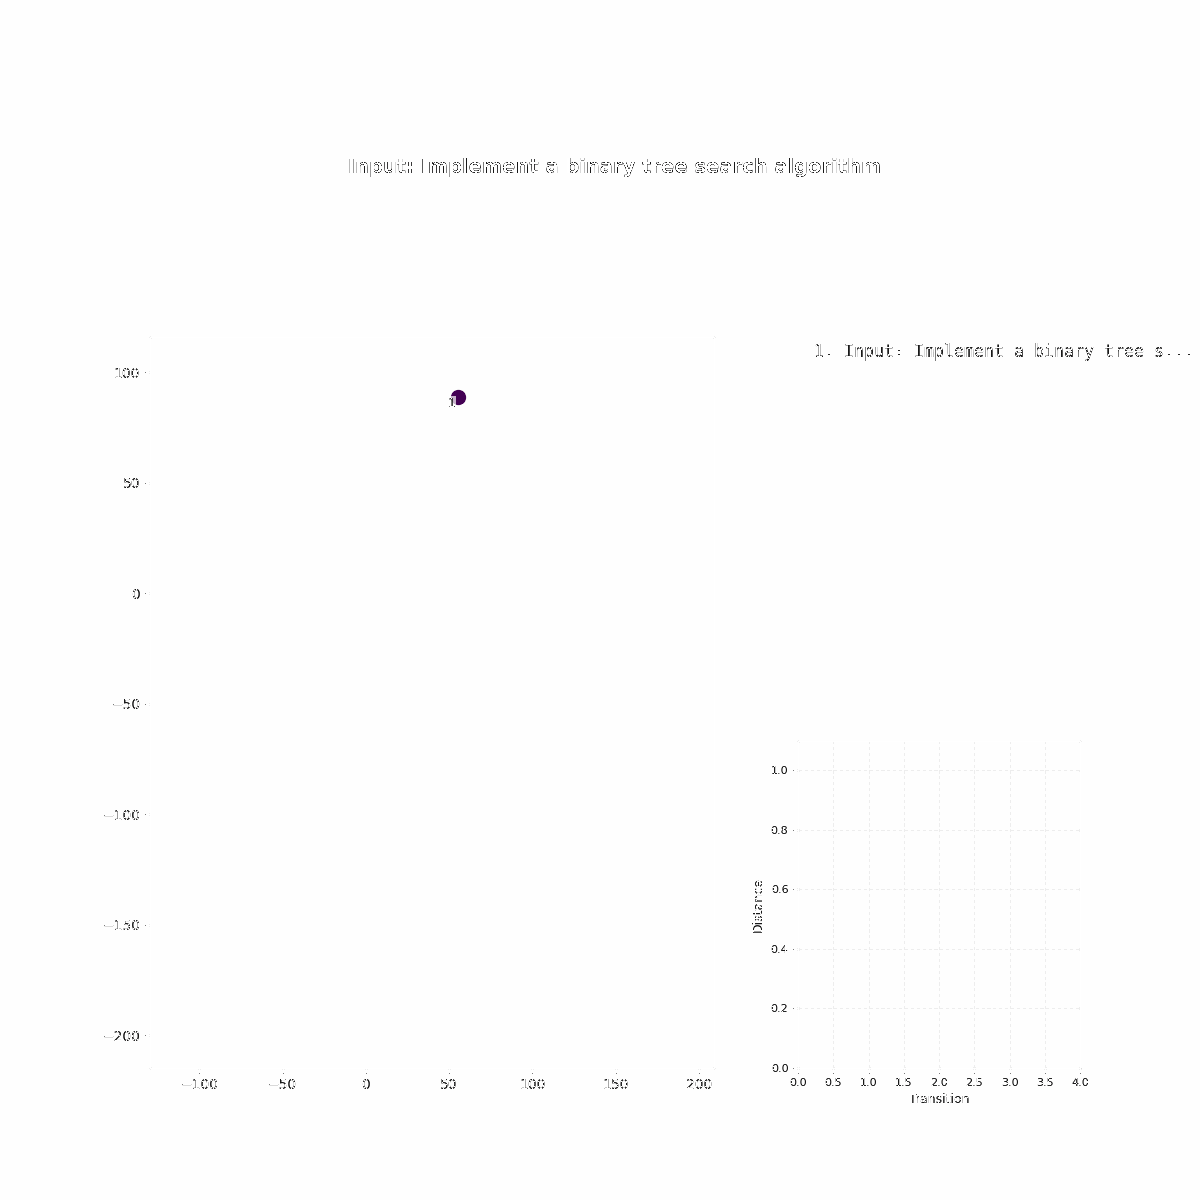 Input: Implement a binary tree search algorithm
1. Input: Implement a binary tree s...
100
50
0
−50
−100
−150
−200
−100 −50 0 50 100 150 200
1
1.0
0.8
0.6
0.4
0.2
0.0
Distance
0.0 0.5 1.0 1.5 2.0 2.5 3.0 3.5 4.0
Transition